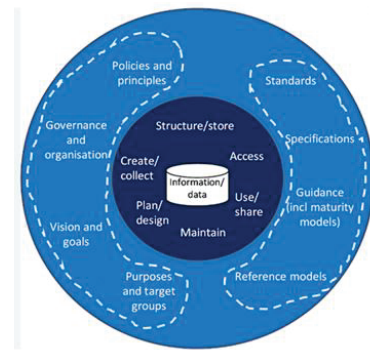 Policies and
principles
Governance and
organisation
Vision and
goals
Purposes
and target
groups
Structure/store
Create/
collect
Access
Information/
data
Plan/
design
Use/
share
Maintain
Standards
Specifications
Guidance
(incl maturity
models)
Reference models